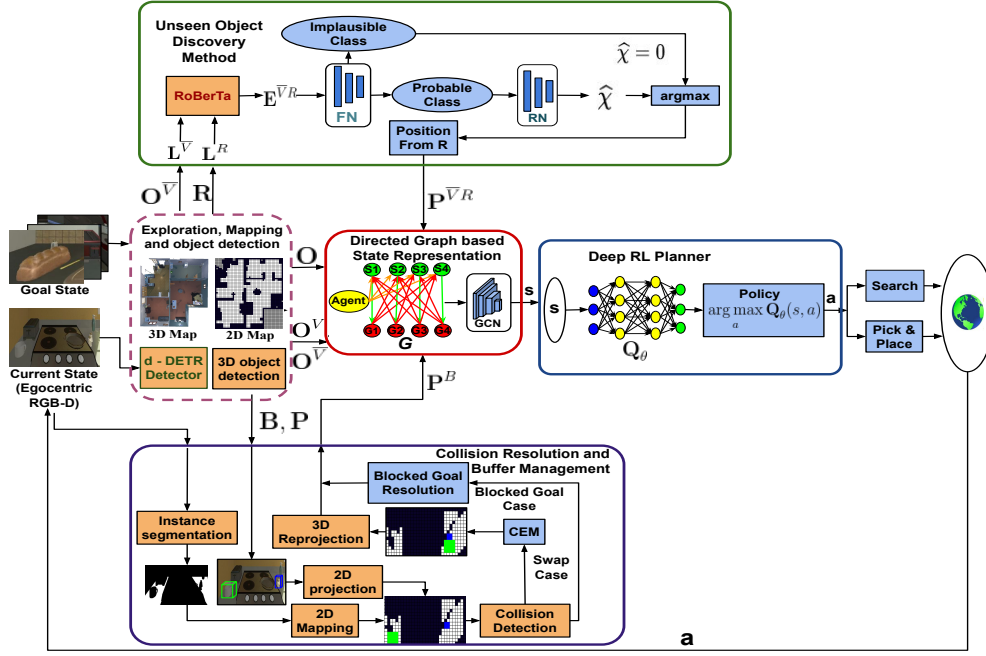 Unseen Object
Discovery
Method
Implausible
Class
χ̂ = 0
RoBerTa
E^{V̅R}
FN
Probable
Class
RN
χ̂
argmax
Position
From R
L^{V̅}
L^R
O^{V̅}
R
P^{V̅R}
Goal State
Exploration, Mapping
and object detection
3D Map
2D Map
d - DETR
Detector
3D object
detection
Current State
(Egocentric
RGB-D)
O
O^V
O^{V̅}
Directed Graph based
State Representation
S1
S2
S3
S4
Agent
G1
G2
G3
G4
G
GCN
s
Deep RL Planner
s
Q_θ
Policy
arg max_a Q_θ(s, a)
a
Search
Pick &
Place
P^B
B, P
Collision Resolution and
Buffer Management
Blocked Goal
Resolution
Blocked Goal
Case
Instance
segmentation
3D
Reprojection
CEM
Swap
Case
2D
projection
2D
Mapping
Collision
Detection
a